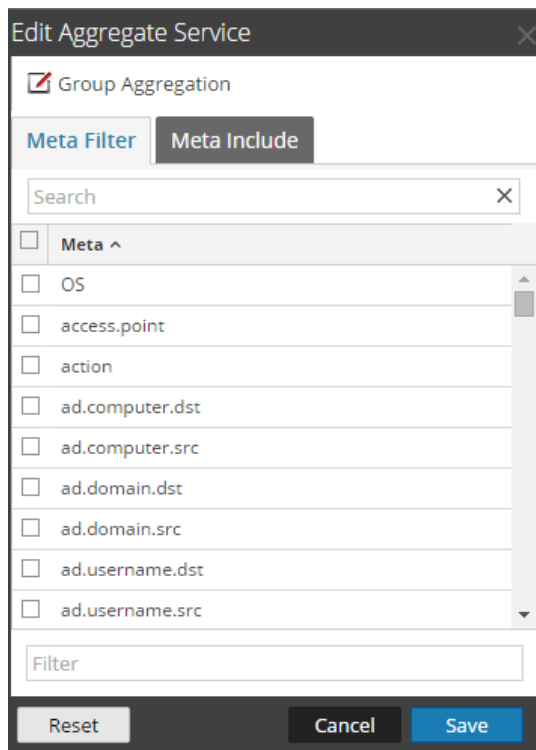 Edit Aggregate Service
Group Aggregation
Meta Filter Meta Include
Search
Meta
OS
access.point
action
ad.computer.dst
ad.computer.src
ad.domain.dst
ad.domain.src
ad.username.dst
ad.username.src
Filter
Reset Cancel Save